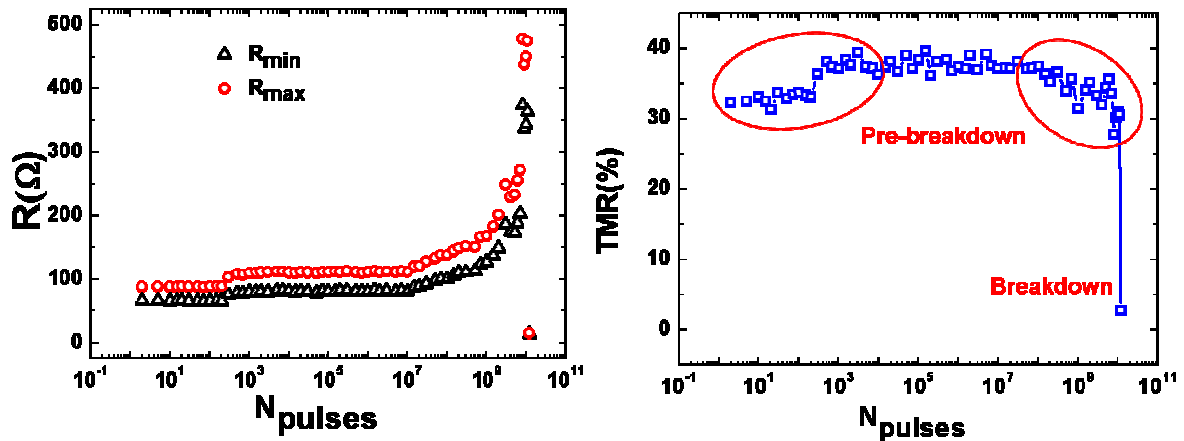 500
400
300
200
100
0
R(Ω)
Rmin
Rmax
10⁻¹ 10¹ 10³ 10⁵ 10⁷ 10⁹ 10¹¹
Npulses
40
30
20
10
0
TMR(%)
Pre-breakdown
Breakdown
10⁻¹ 10¹ 10³ 10⁵ 10⁷ 10⁹ 10¹¹
Npulses